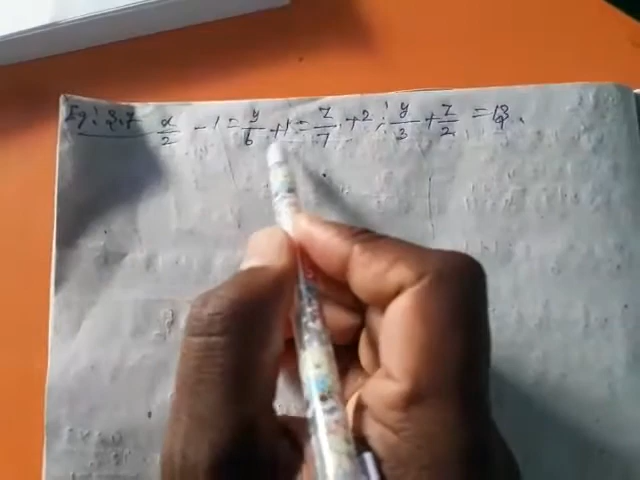 Eg: 3.7 x/2 - 1 = y/6 + 1 = z/7 + 2 ; y/3 + z/2 = 13.